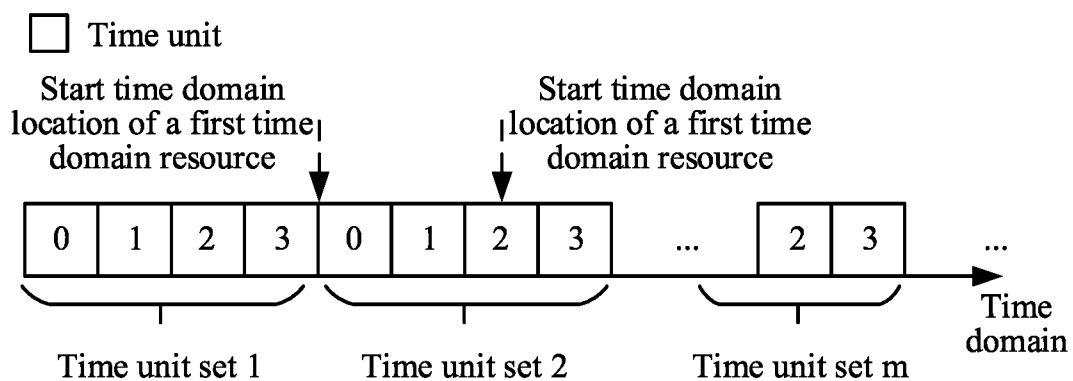 Time unit
Start time domain
location of a first time
domain resource
Start time domain
location of a first time
domain resource
0 1 2 3 0 1 2 3 ... 2 3 ...
Time
domain
Time unit set 1 Time unit set 2 Time unit set m